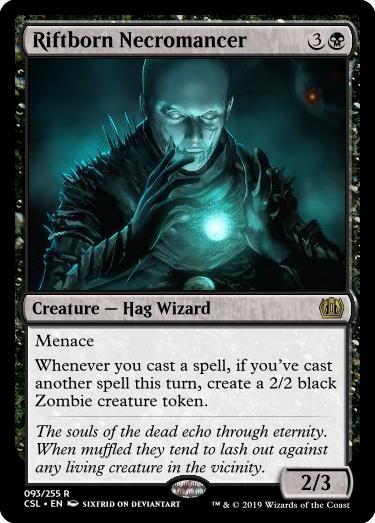 Riftborn Necromancer 3
Creature — Hag Wizard
Menace
Whenever you cast a spell, if you've cast
another spell this turn, create a 2/2 black
Zombie creature token.
The souls of the dead echo through eternity.
When muffled they tend to lash out against
any living creature in the vicinity.
2/3
093/255 R
CSL • EN SIXFRID ON DEVIANTART ™ & © 2019 Wizards of the Coast